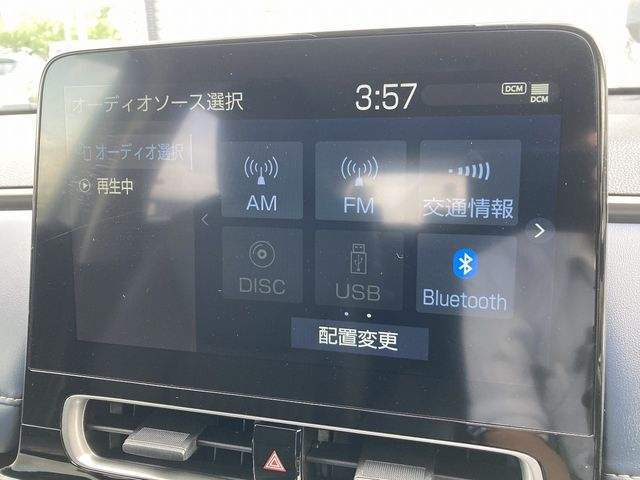 オーディオソース選択
3:57
DCM
DCM
オーディオ選択
再生中
AM
FM
交通情報
DISC
USB
Bluetooth
配置変更